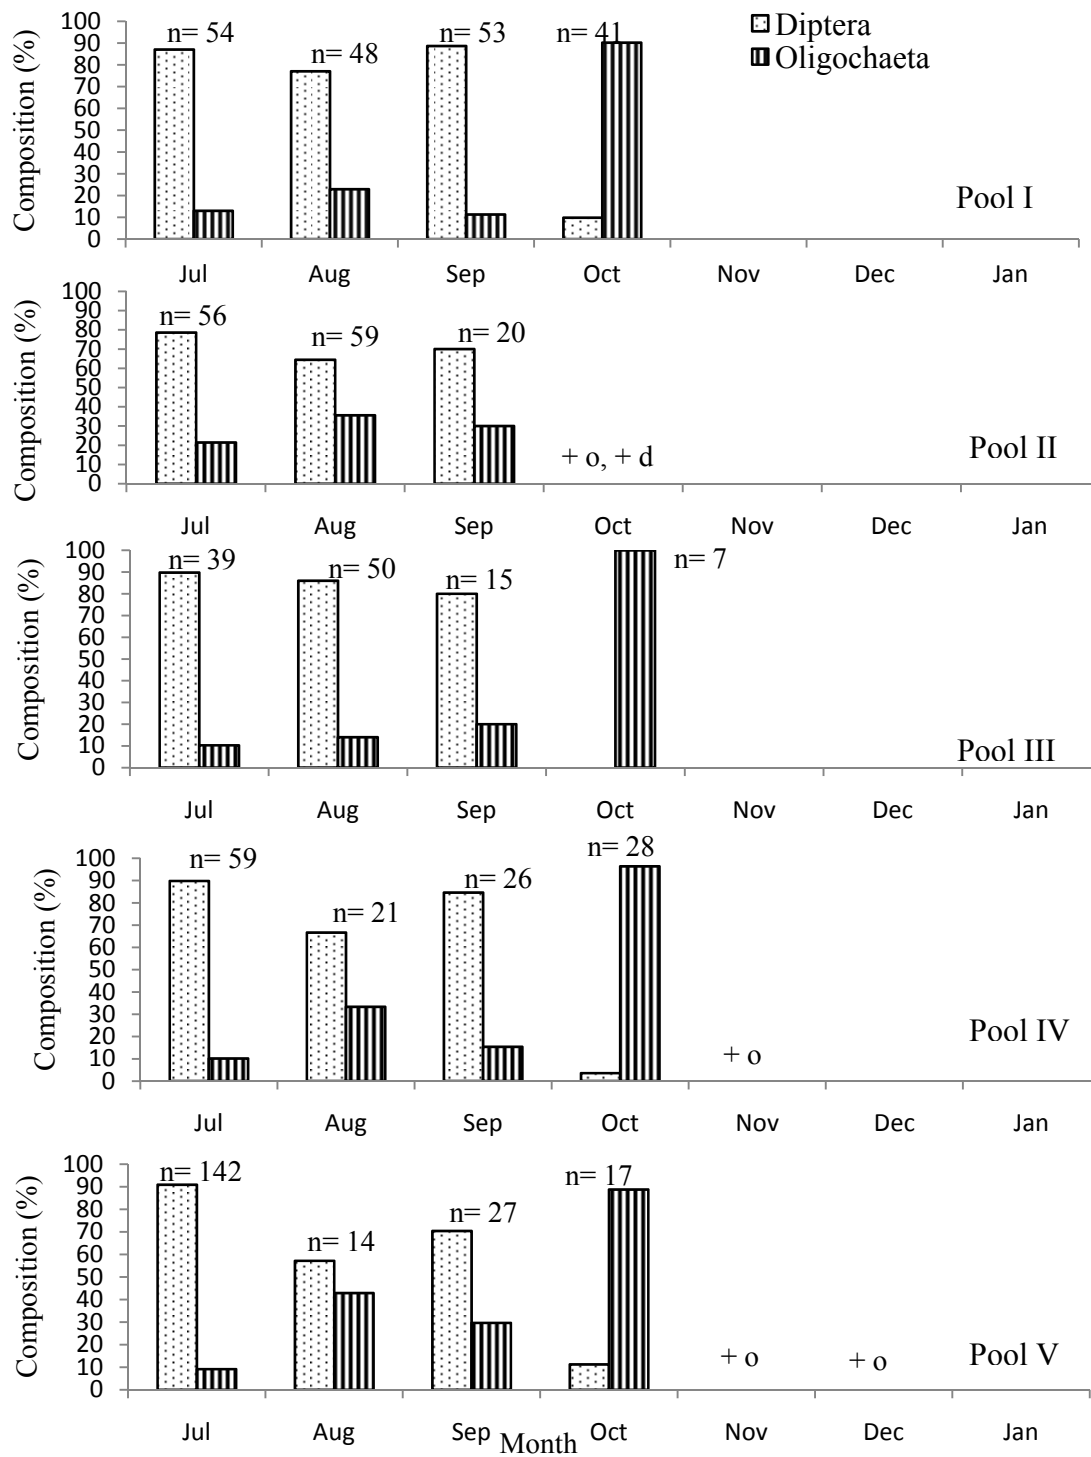 Diptera
Oligochaeta
Composition (%)
100
90
80
70
60
50
40
30
20
10
0
n= 54
n= 48
n= 53
n= 41
Pool I
Jul Aug Sep Oct Nov Dec Jan
Composition (%)
100
90
80
70
60
50
40
30
20
10
0
n= 56
n= 59
n= 20
+ o, + d
Pool II
Jul Aug Sep Oct Nov Dec Jan
Composition (%)
100
90
80
70
60
50
40
30
20
10
0
n= 39
n= 50
n= 15
n= 7
Pool III
Jul Aug Sep Oct Nov Dec Jan
Composition (%)
100
90
80
70
60
50
40
30
20
10
0
n= 59
n= 21
n= 26
n= 28
+ o
Pool IV
Jul Aug Sep Oct Nov Dec Jan
Composition (%)
100
90
80
70
60
50
40
30
20
10
0
n= 142
n= 14
n= 27
n= 17
+ o
+ o
Pool V
Jul Aug Sep Oct Nov Dec Jan
Month